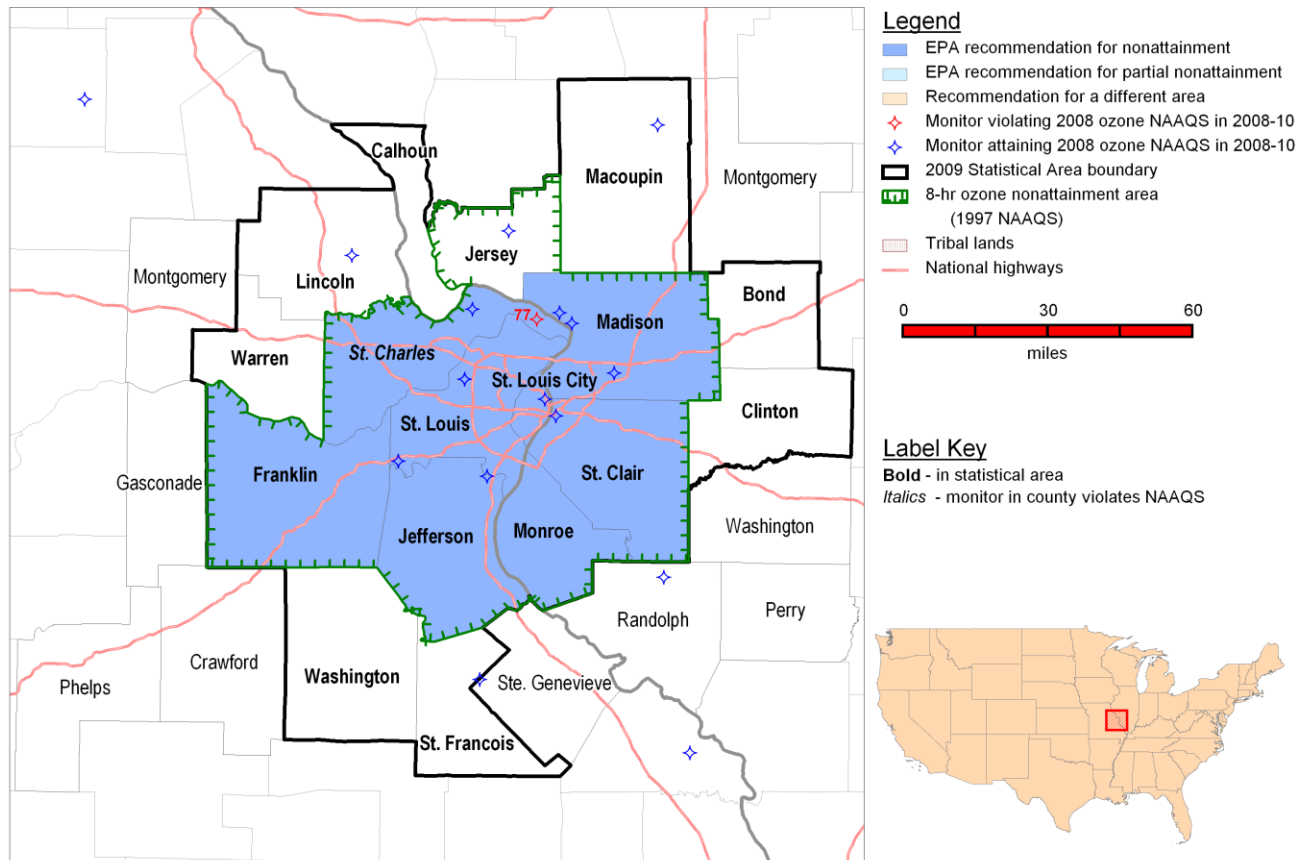 Calhoun
Macoupin
Montgomery
Jersey
Montgomery
Lincoln
Bond
77
Madison
Warren
St. Charles
St. Louis City
Clinton
St. Louis
Franklin
St. Clair
Gasconade
Jefferson
Monroe
Washington
Randolph
Perry
Crawford
Washington
Phelps
Ste. Genevieve
St. Francois
Legend
EPA recommendation for nonattainment
EPA recommendation for partial nonattainment
Recommendation for a different area
Monitor violating 2008 ozone NAAQS in 2008-10
Monitor attaining 2008 ozone NAAQS in 2008-10
2009 Statistical Area boundary
8-hr ozone nonattainment area
(1997 NAAQS)
Tribal lands
National highways
0 30 60
miles
Label Key
Bold - in statistical area
Italics - monitor in county violates NAAQS